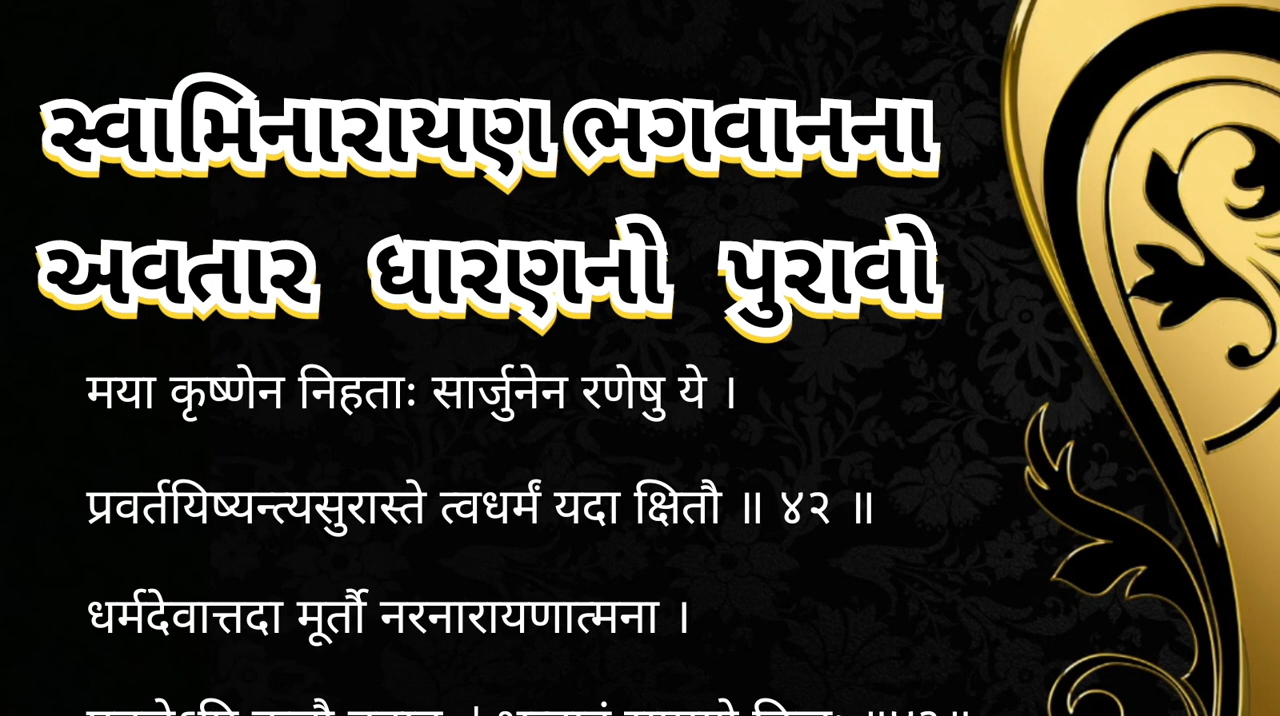 સ્વામિનારાયણ ભગવાનના
અવતાર ધારણનો પુરાવો
मया कृष्णेन निहताः सार्जुनेन रणेषु ये ।
प्रवर्तयिष्यन्त्यसुरास्ते त्वधर्मं यदा क्षितौ ॥ ४२ ॥
धर्मदेवात्तदा मूर्तौ नरनारायणात्मना ।